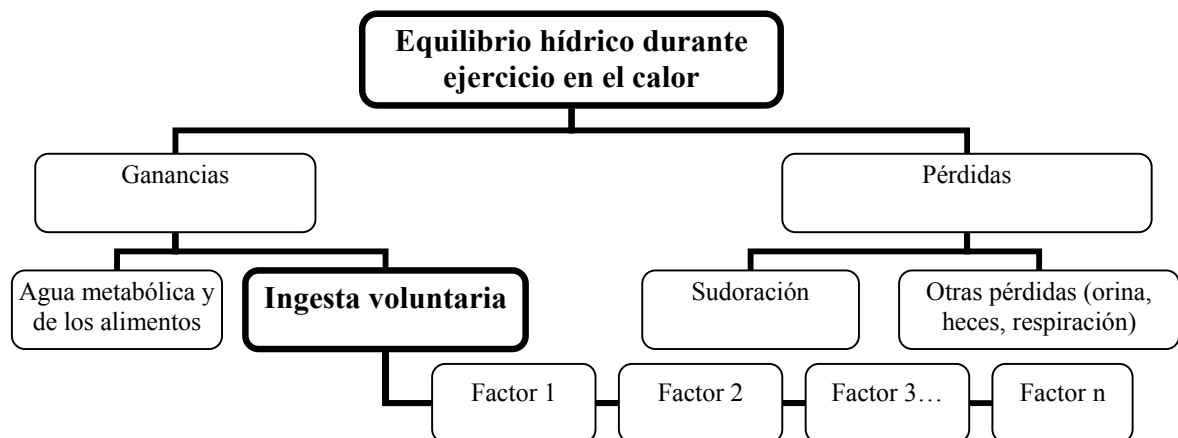 Equilibrio hídrico durante
ejercicio en el calor
Ganancias
Pérdidas
Agua metabólica y
de los alimentos
Ingesta voluntaria
Sudoración
Otras pérdidas (orina,
heces, respiración)
Factor 1
Factor 2
Factor 3…
Factor n